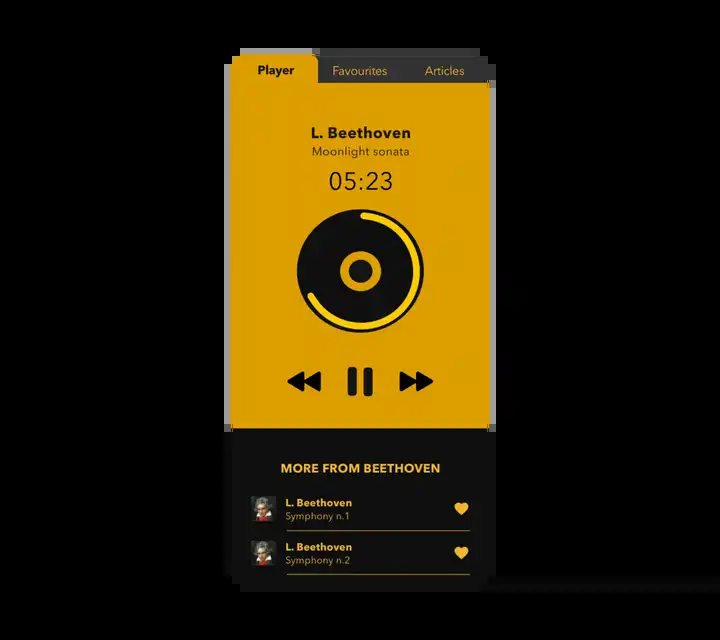 Player Favourites Articles
L. Beethoven
Moonlight sonata
05:23
MORE FROM BEETHOVEN
L. Beethoven
Symphony n.1
L. Beethoven
Symphony n.2